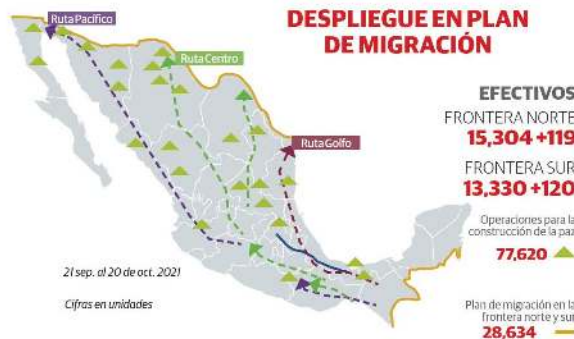 DESPLIEGUE EN PLAN
DE MIGRACIÓN
Ruta Pacífico
Ruta Centro
Ruta Golfo
EFECTIVOS
FRONTERA NORTE
15,304 +119
FRONTERA SUR
13,330 +120
Operaciones para la
construcción de la paz
77,620
Plan de migración en la
frontera norte y sur
28,634
21 sep. al 20 de oct. 2021
Cifras en unidades